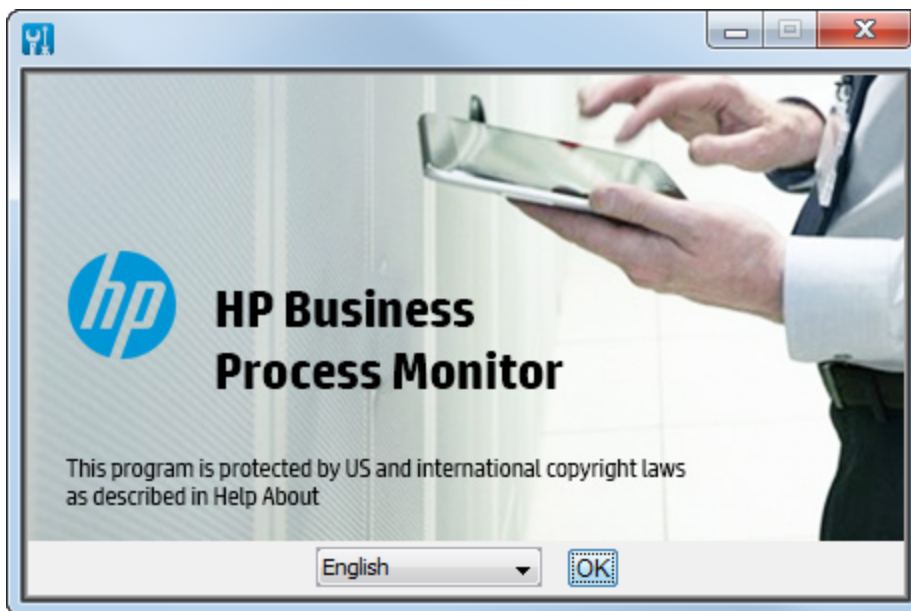 hp
HP Business
Process Monitor
This program is protected by US and international copyright laws
as described in Help About
English
OK